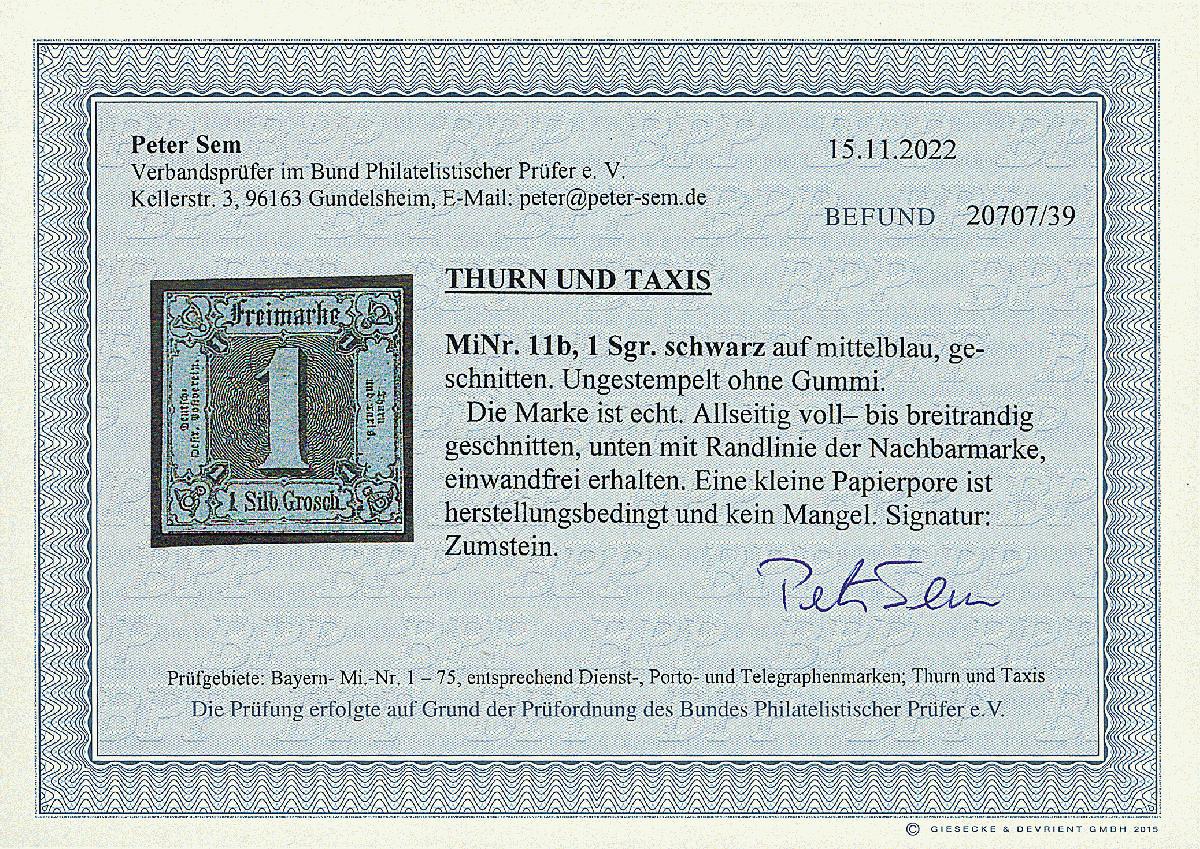 Peter Sem
Verbandsprüfer im Bund Philatelistischer Prüfer e. V.
Kellerstr. 3, 96163 Gundelsheim, E-Mail: peter@peter-sem.de
15.11.2022
BEFUND 20707/39
THURN UND TAXIS
Freimarke
1
1 Silb. Grosch.
MiNr. 11b, 1 Sgr. schwarz auf mittelblau, ge-
schnitten. Ungestempelt ohne Gummi.
Die Marke ist echt. Allseitig voll– bis breitrandig
geschnitten, unten mit Randlinie der Nachbarmarke,
einwandfrei erhalten. Eine kleine Papierpore ist
herstellungsbedingt und kein Mangel. Signatur:
Zumstein.
Peter Sem
Prüfgebiete: Bayern- Mi.-Nr. 1 – 75, entsprechend Dienst-, Porto- und Telegraphenmarken; Thurn und Taxis
Die Prüfung erfolgte auf Grund der Prüfordnung des Bundes Philatelistischer Prüfer e.V.
© GIESECKE & DEVRIENT GMBH 2015